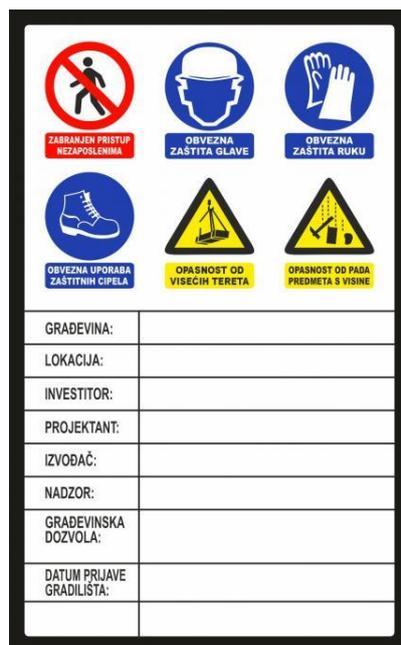 ZABRANJEN PRISTUP
NEZAPOSLENIMA
OBVEZNA
ZAŠTITA GLAVE
OBVEZNA
ZAŠTITA RUKU
OBVEZNA UPORABA
ZAŠTITNIH CIPELA
OPASNOST OD
VISEĆIH TERETA
OPASNOST OD PADA
PREDMETA S VISINE
GRAĐEVINA:
LOKACIJA:
INVESTITOR:
PROJEKTANT:
IZVOĐAČ:
NADZOR:
GRAĐEVINSKA
DOZVOLA:
DATUM PRIJAVE
GRADILIŠTA: